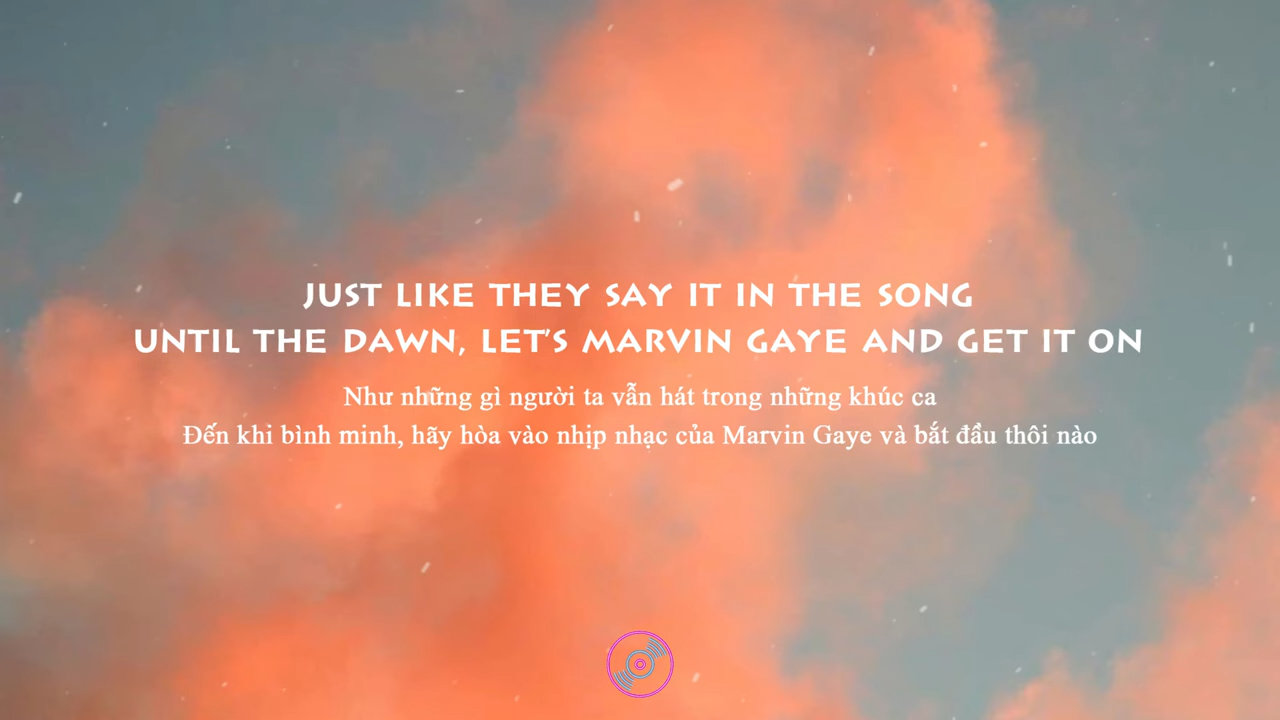 JUST LIKE THEY SAY IT IN THE SONG
UNTIL THE DAWN, LET'S MARVIN GAYE AND GET IT ON
Như những gì người ta vẫn hát trong những khúc ca
Đến khi bình minh, hãy hòa vào nhịp nhạc của Marvin Gaye và bắt đầu thôi nào